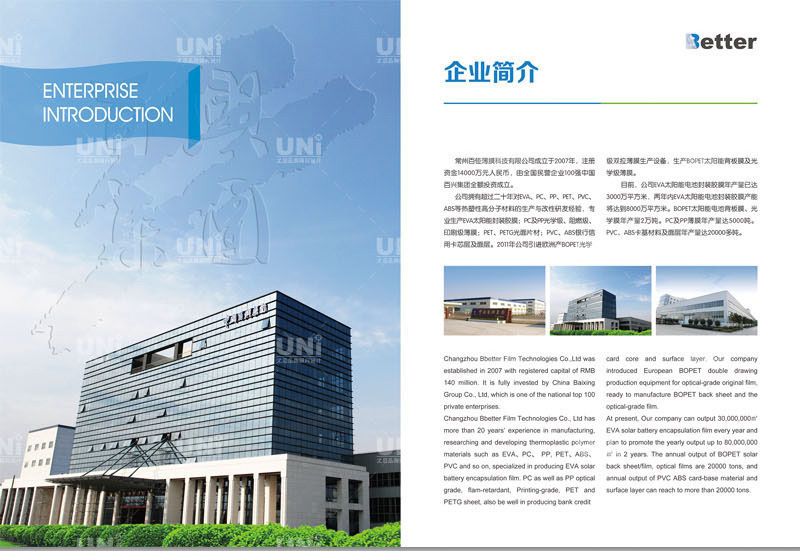 ENTERPRISE
INTRODUCTION
Better
企业简介
常州百佰薄膜科技有限公司成立于2007年，注册
资金14000万元人民币，由全国民营企业100强中国
百兴集团全额投资成立。
公司拥有超过二十年对EVA、PC、PP、PET、PVC、
ABS等热塑性高分子材料的生产与改性研发经验，专
业生产EVA太阳能封装胶膜；PC及PP光学级、阻燃级、
印刷级薄膜；PET、PETG光面片材；PVC、ABS银行信
用卡芯层及面层。2011年公司引进欧洲产BOPET光学
级双拉薄膜生产设备，生产BOPET太阳能背板膜及光
学级薄膜。
目前，公司EVA太阳能电池封装胶膜年产量已达
3000万平方米，两年内EVA太阳能电池封装胶膜产能
将达到8000万平方米。BOPET太阳能电池背板膜、光
学膜年产量2万吨。PC及PP薄膜年产量达5000吨。
PVC，ABS卡基材料及面层年产量达20000多吨。
Changzhou Bbetter Film Technologies Co.,Ltd was
established in 2007 with registered capital of RMB
140 million. It is fully invested by China Baixing
Group Co., Ltd, which is one of the national top 100
private enterprises.
Changzhou Bbetter Film Technologies Co., Ltd has
more than 20 years' experience in manufacturing,
researching and developing thermoplastic polymer
materials such as EVA、PC、 PP, PET、ABS、
PVC and so on, specialized in producing EVA solar
battery encapsulation film. PC as well as PP optical
grade, flam-retardant, Printing-grade, PET and
PETG sheet, also be well in producing bank credit
card core and surface layer. Our company
introduced European BOPET double drawing
production equipment for optical-grade original film,
ready to manufacture BOPET back sheet and the
optical-grade film.
At present, Our company can output 30,000,000㎡
EVA solar battery encapsulation film every year and
plan to promote the yearly output up to 80,000,000
㎡ in 2 years. The annual output of BOPET solar
back sheet/film, optical films are 20000 tons, and
annual output of PVC ABS card-base material and
surface layer can reach to more than 20000 tons